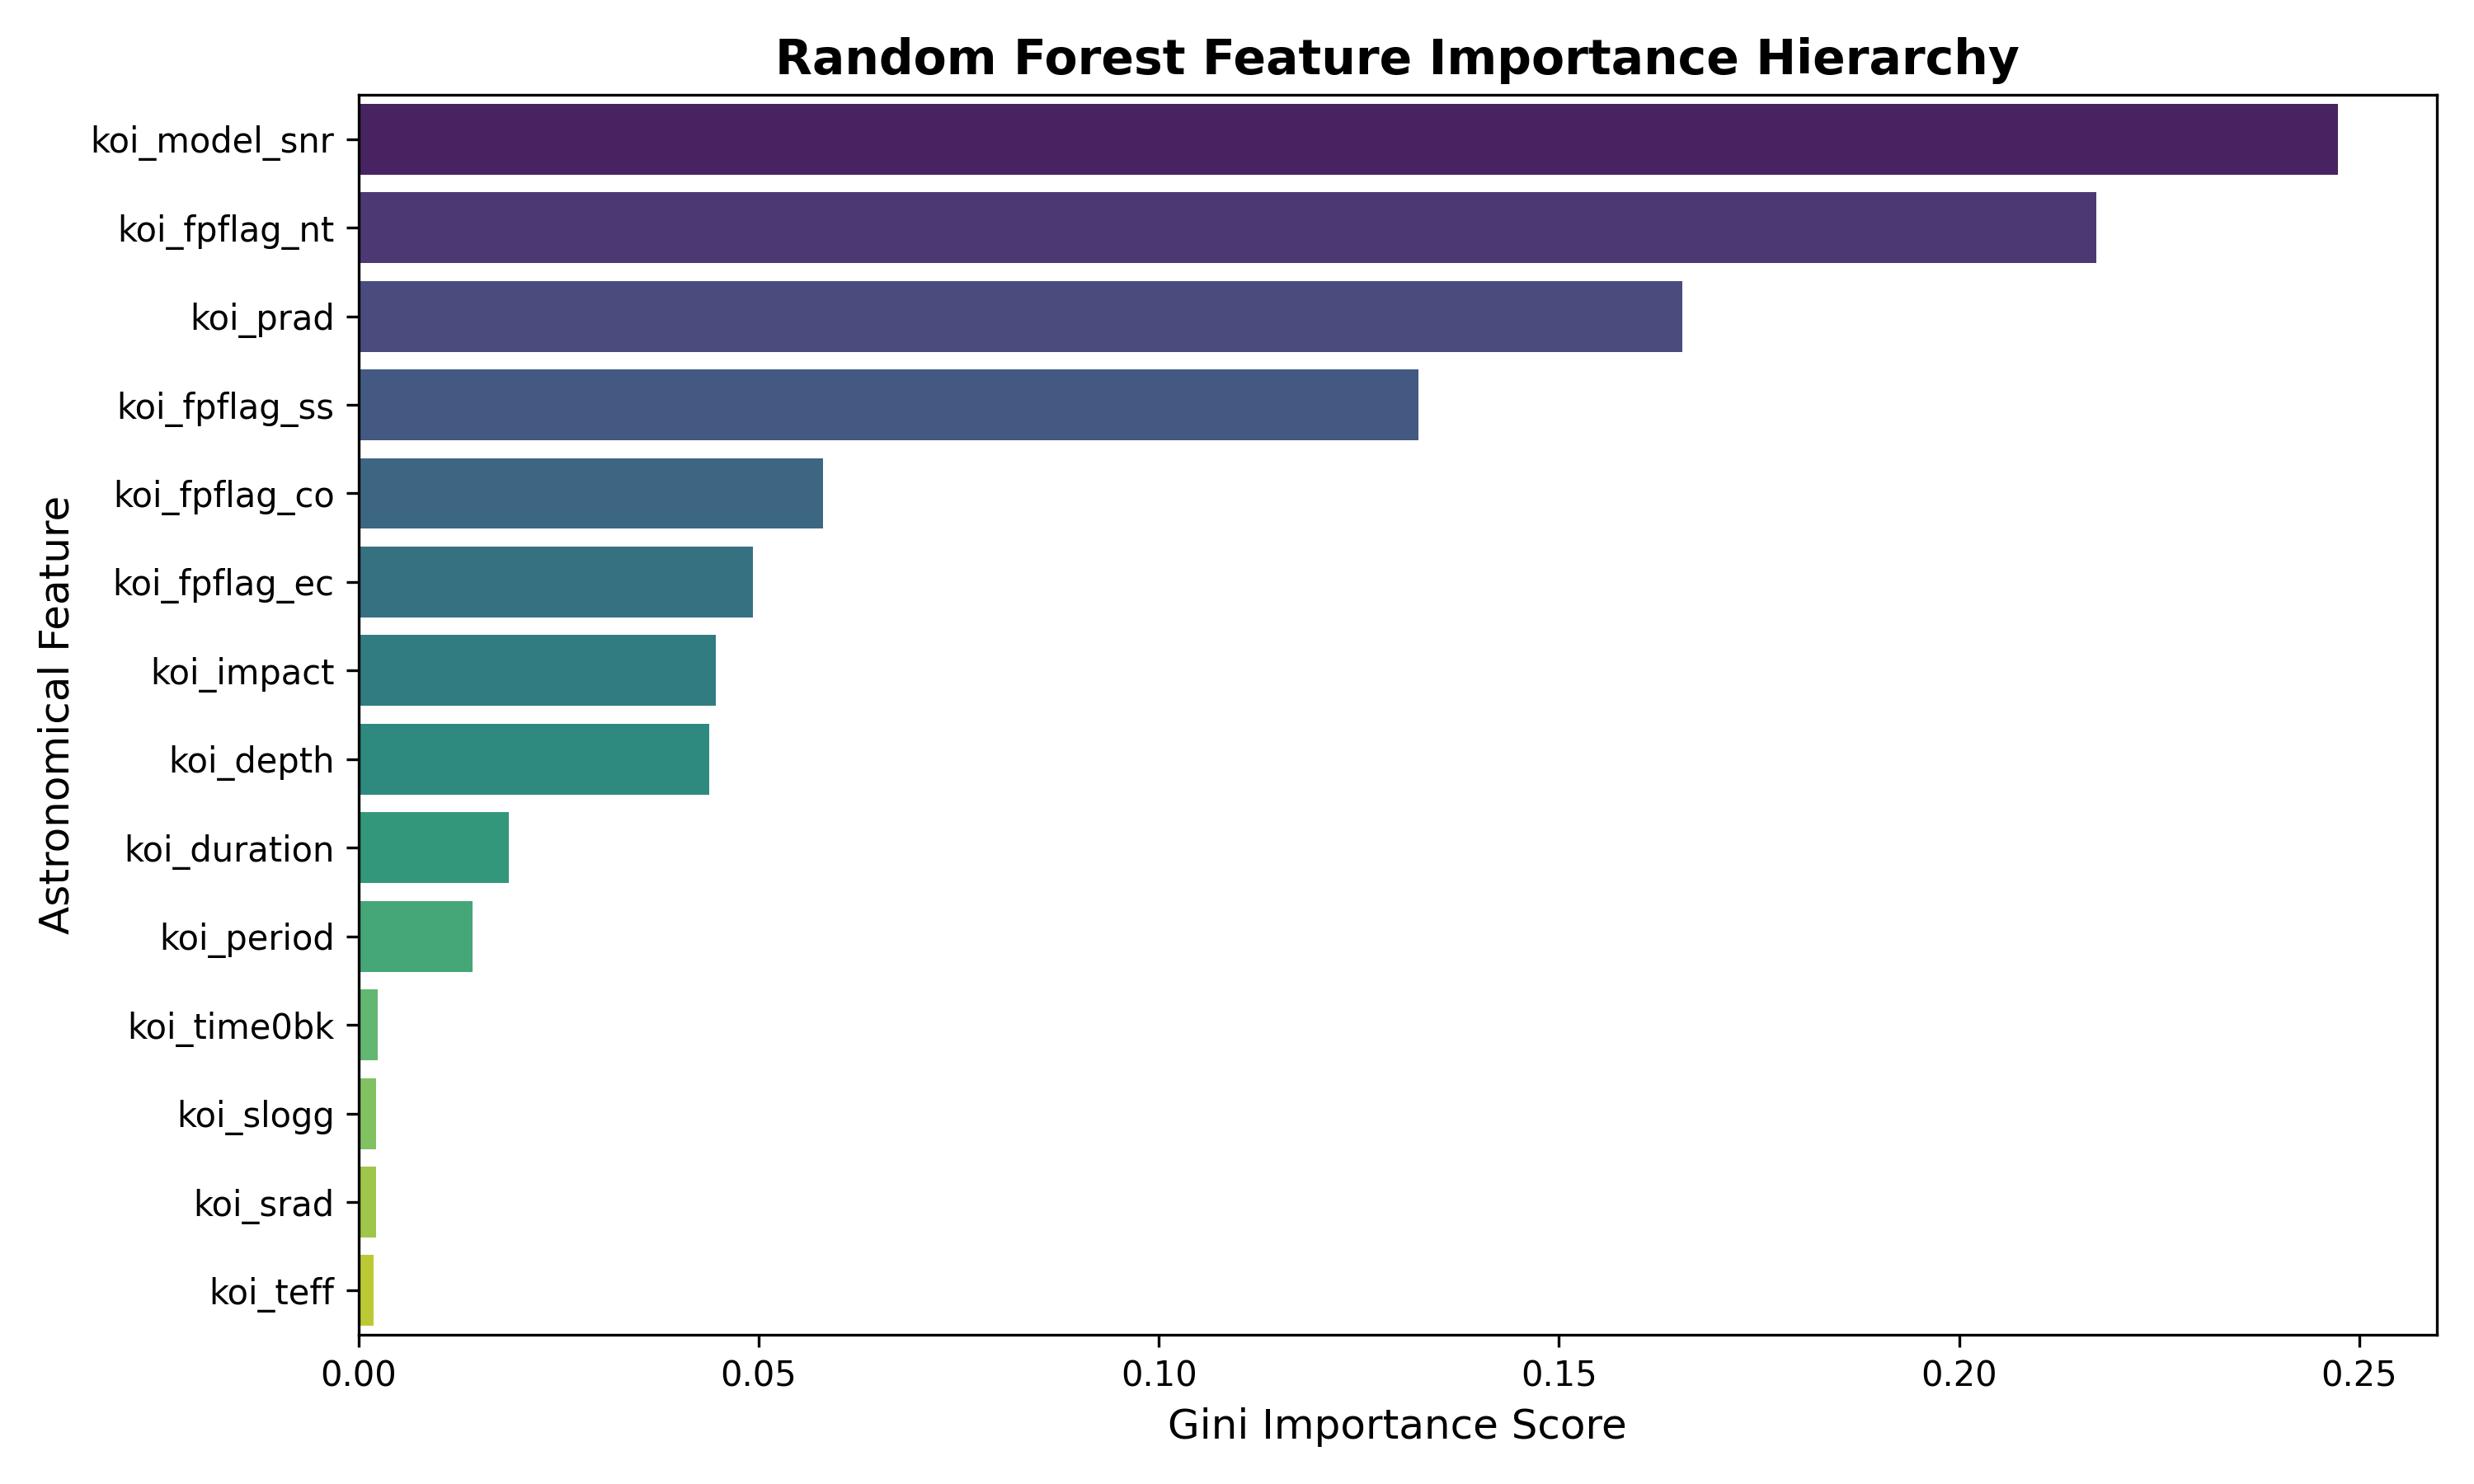 Random Forest Feature Importance Hierarchy
Astronomical Feature
koi_model_snr
koi_fpflag_nt
koi_prad
koi_fpflag_ss
koi_fpflag_co
koi_fpflag_ec
koi_impact
koi_depth
koi_duration
koi_period
koi_time0bk
koi_slogg
koi_srad
koi_teff
0.00 0.05 0.10 0.15 0.20 0.25
Gini Importance Score